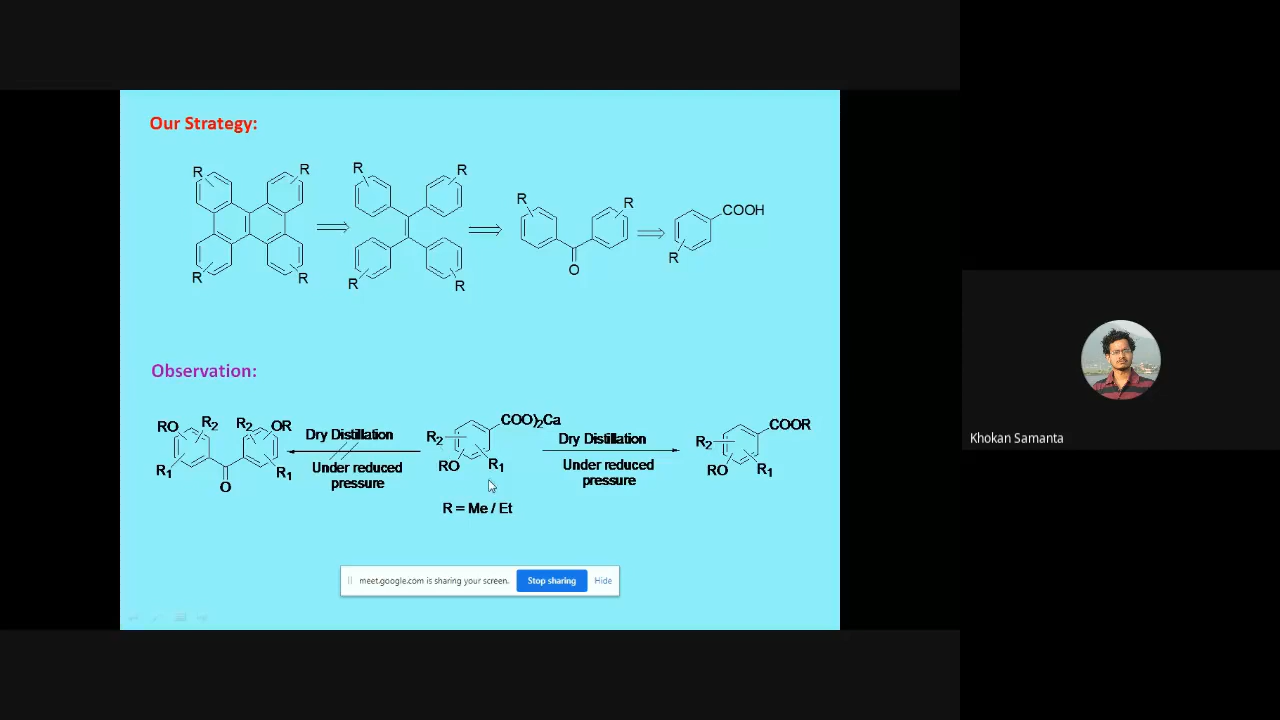 Our Strategy:
R R R R COOH
R R
R R R R O R
Observation:
RO R₂ R₂ OR Dry Distillation R₂ COO)₂Ca Dry Distillation R₂ COOR
R₁ O R₁ Under reduced RO R₁ Under reduced RO R₁
pressure pressure
R = Me / Et
meet.google.com is sharing your screen. Stop sharing Hide
Khokan Samanta